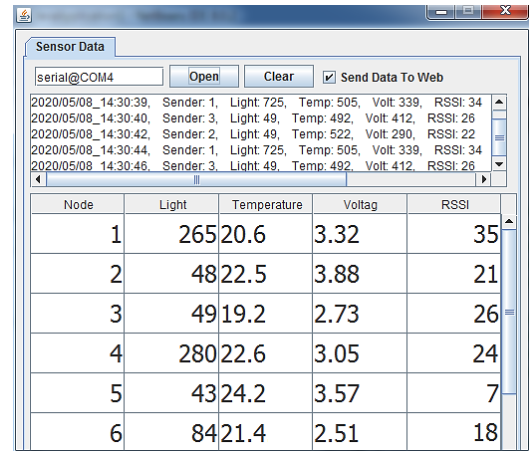 Sensor Data
serial@COM4 Open Clear Send Data To Web
2020/05/08_14:30:39, Sender: 1, Light: 725, Temp: 505, Volt: 339, RSSI: 34
2020/05/08_14:30:40, Sender: 3, Light: 49, Temp: 492, Volt: 412, RSSI: 26
2020/05/08_14:30:42, Sender: 2, Light: 49, Temp: 522, Volt: 290, RSSI: 22
2020/05/08_14:30:44, Sender: 1, Light: 725, Temp: 505, Volt: 339, RSSI: 34
2020/05/08_14:30:46, Sender: 3, Light: 49, Temp: 492, Volt: 412, RSSI: 26
Node Light Temperature Voltag RSSI
1 265 20.6 3.32 35
2 48 22.5 3.88 21
3 49 19.2 2.73 26
4 280 22.6 3.05 24
5 43 24.2 3.57 7
6 84 21.4 2.51 18